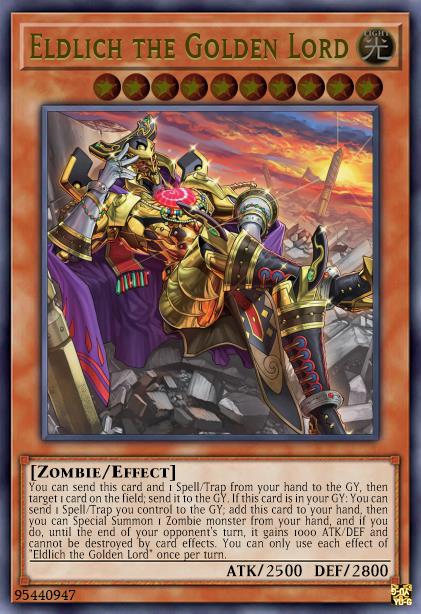 Eldlich the Golden Lord
LIGHT
光
[Zombie/Effect]
You can send this card and 1 Spell/Trap from your hand to the GY, then
target 1 card on the field; send it to the GY. If this card is in your GY: You can
send 1 Spell/Trap you control to the GY; add this card to your hand, then
you can Special Summon 1 Zombie monster from your hand, and if you
do, until the end of your opponent's turn, it gains 1000 ATK/DEF and
cannot be destroyed by card effects. You can only use each effect of
"Eldlich the Golden Lord" once per turn.
ATK/2500 DEF/2800
95440947